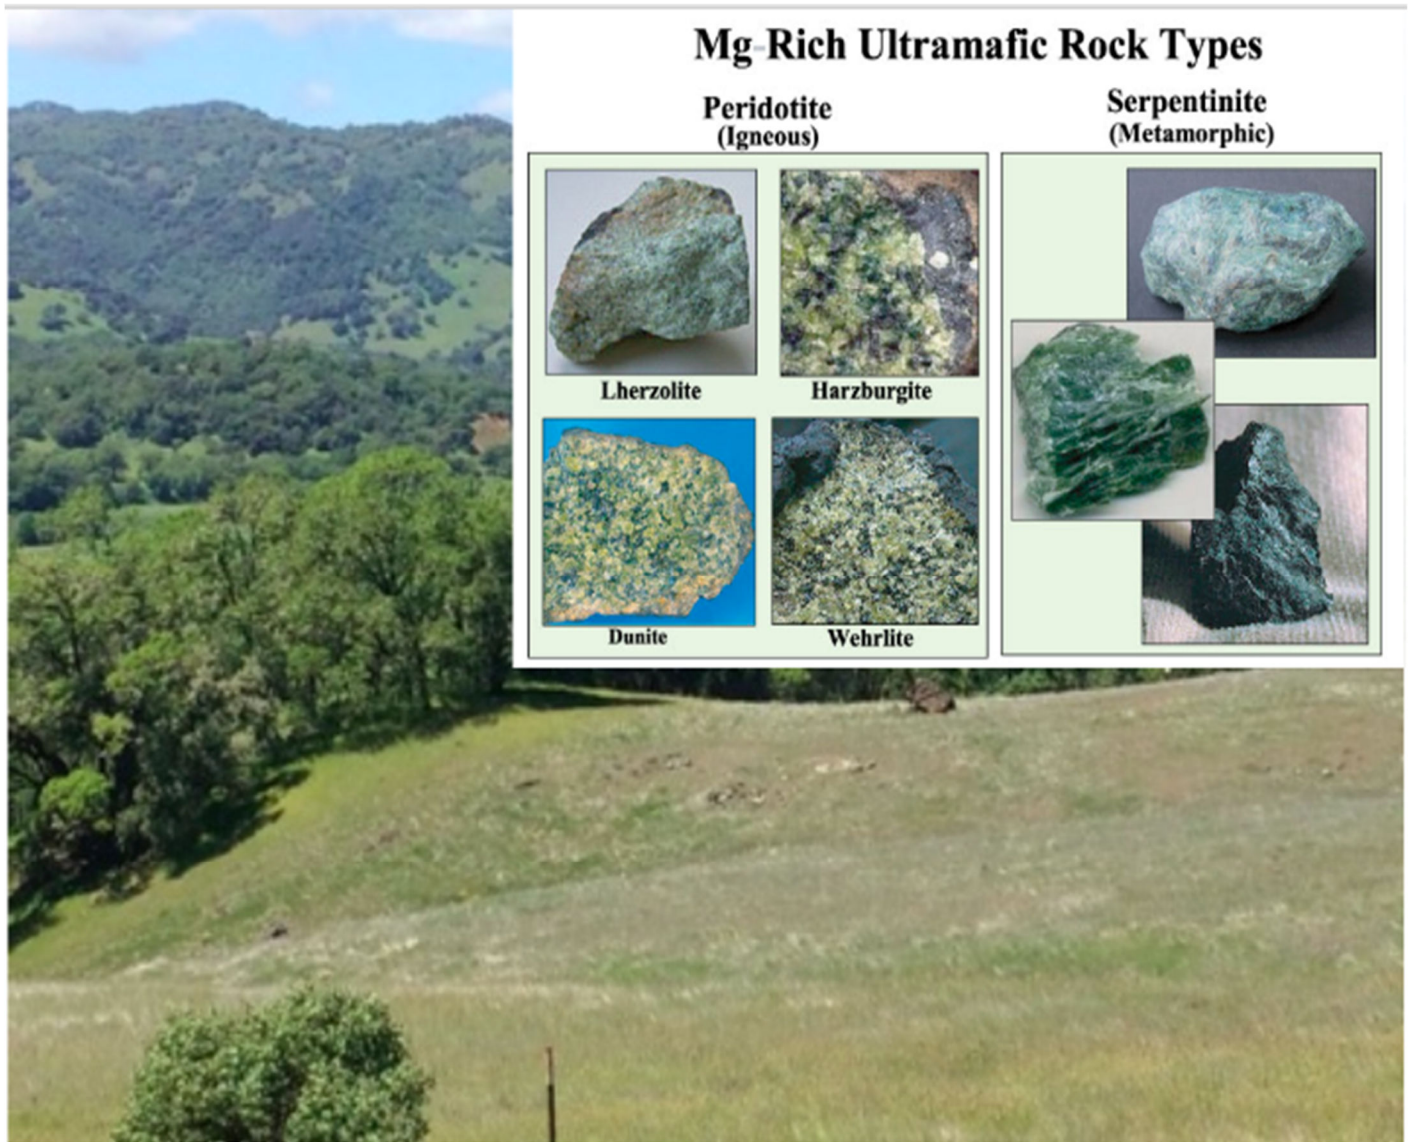 Mg-Rich Ultramafic Rock Types
Peridotite
(Igneous)
Serpentinite
(Metamorphic)
Lherzolite
Harzburgite
Dunite
Wehrlite